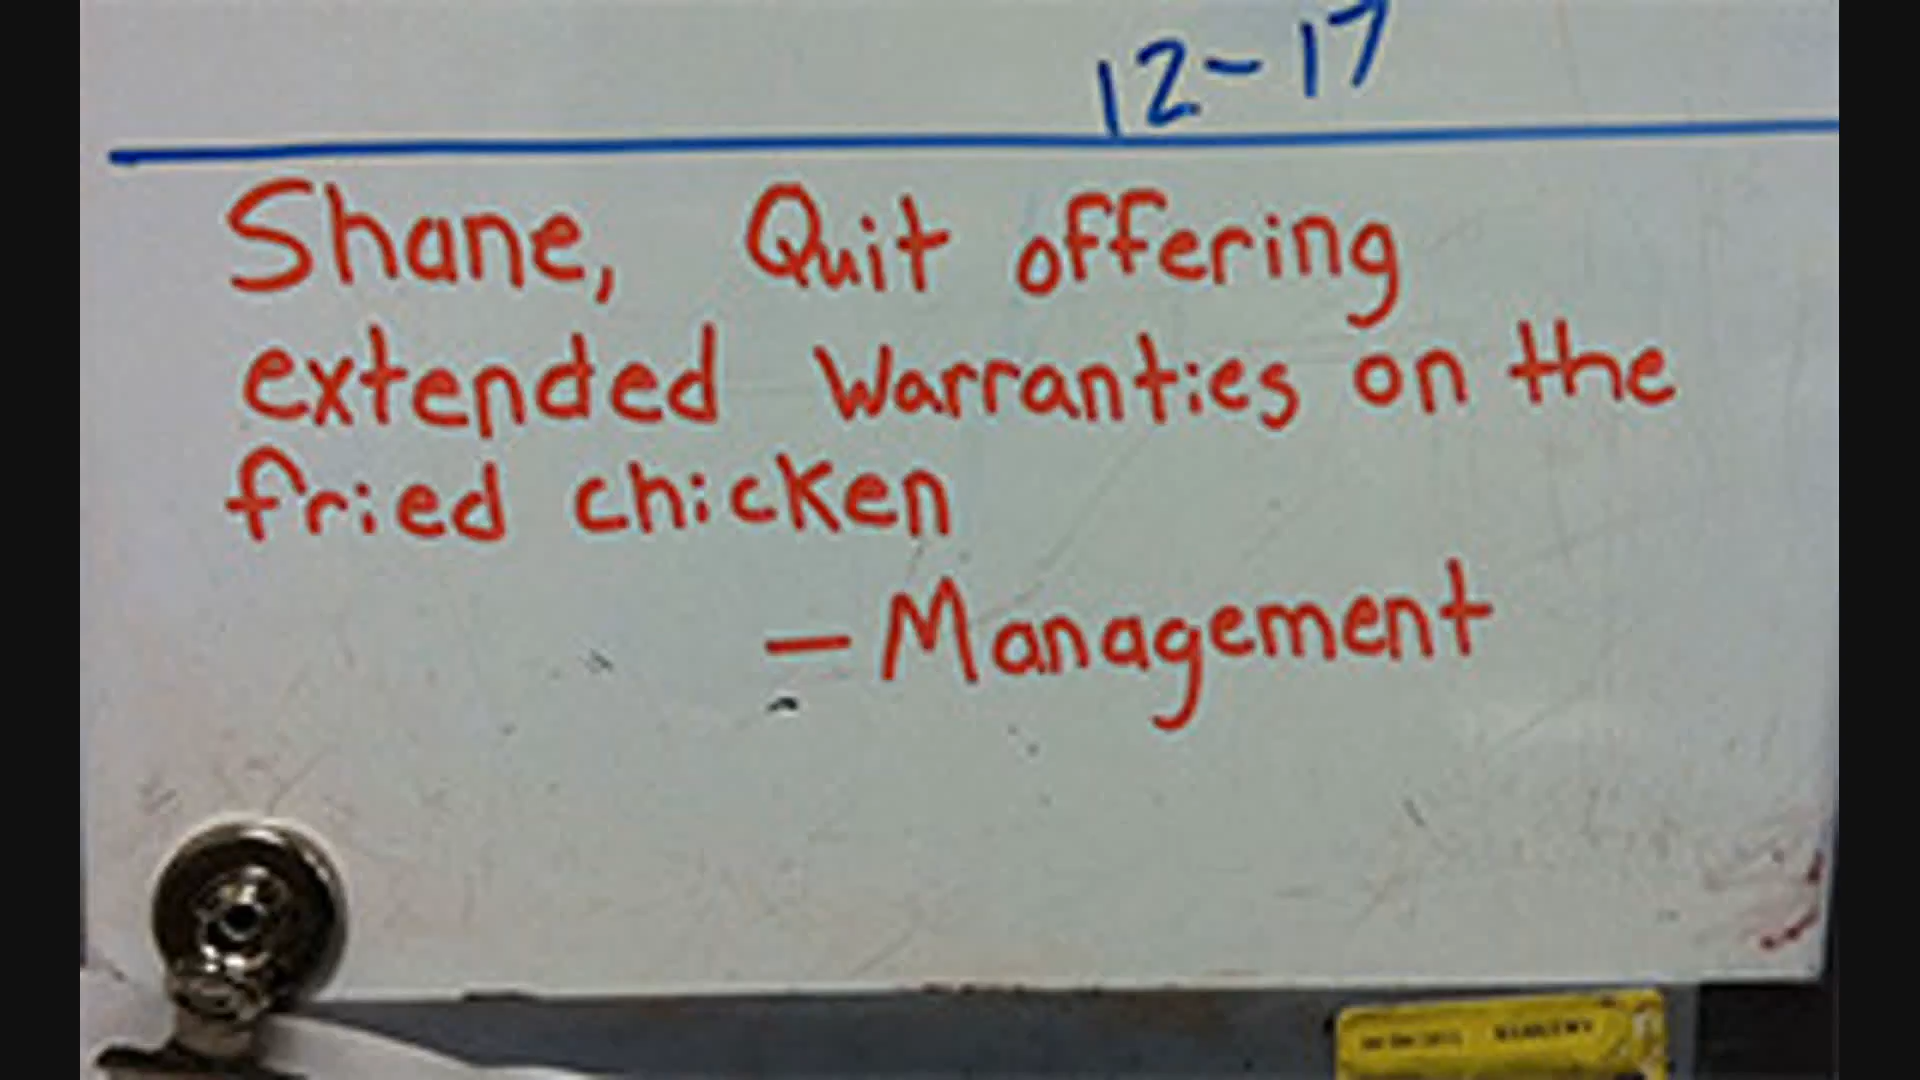 12-17
Shane, Quit offering
extended warranties on the
fried chicken
- Management